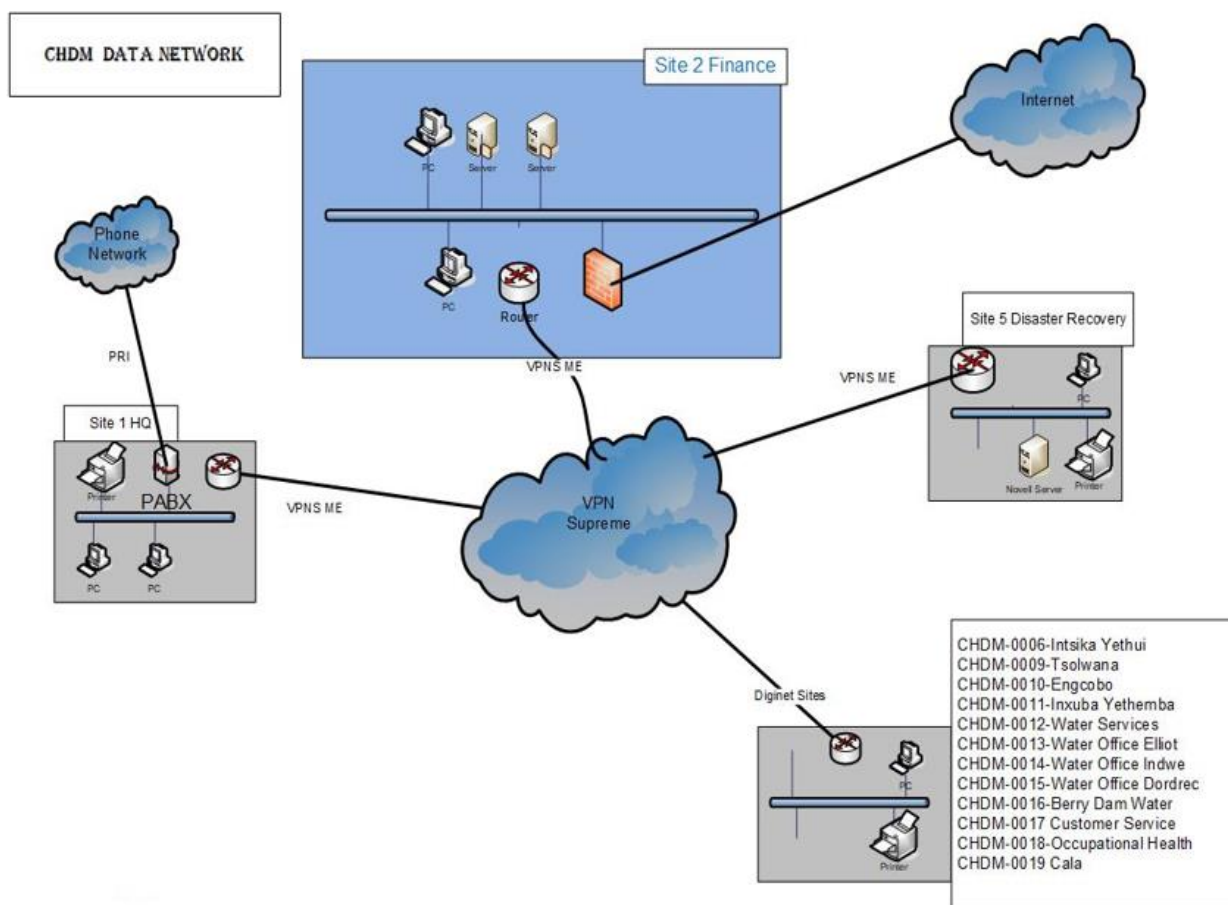 CHDM DATA NETWORK
Site 2 Finance
Internet
PC
Server
Server
Phone
Network
PC
Router
Site 5 Disaster Recovery
PRI
VPNS ME
VPNS ME
PC
Site 1 HQ
Printer
PABX
VPNS ME
VPN
Supreme
Novell Server
Printer
PC
PC
Diginet Sites
PC
Printer
CHDM-0006-Intsika Yethui
CHDM-0009-Tsolwana
CHDM-0010-Engcobo
CHDM-0011-Inxuba Yethemba
CHDM-0012-Water Services
CHDM-0013-Water Office Elliot
CHDM-0014-Water Office Indwe
CHDM-0015-Water Office Dordrec
CHDM-0016-Berry Dam Water
CHDM-0017 Customer Service
CHDM-0018-Occupational Health
CHDM-0019 Cala